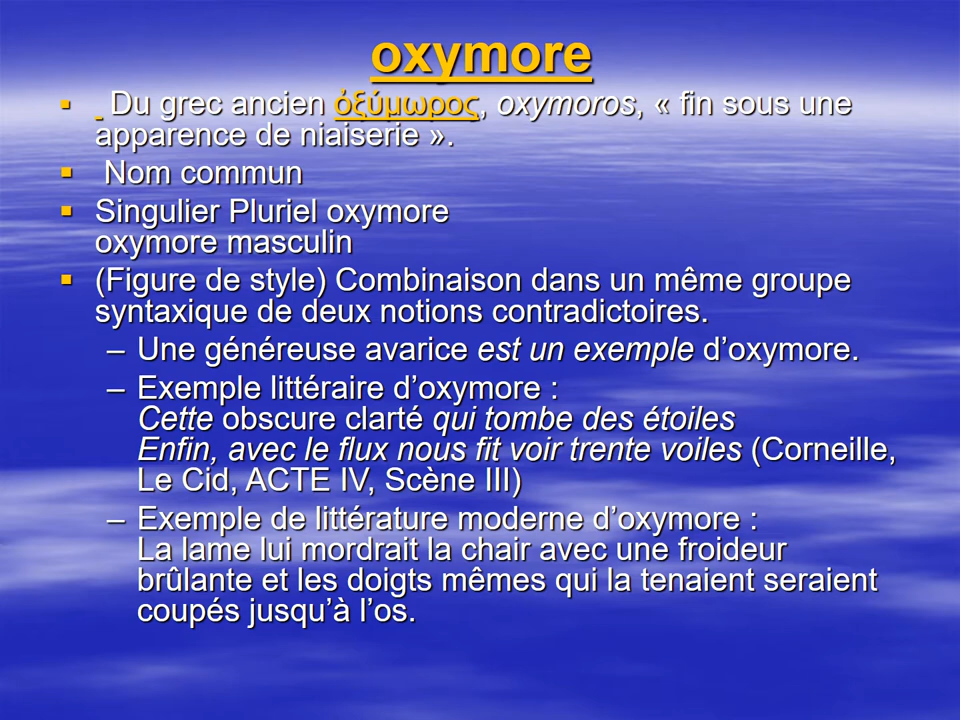 oxymore
▪ _ Du grec ancien ὀξύμωρος, oxymoros, « fin sous une
apparence de niaiserie ».
▪ Nom commun
▪ Singulier Pluriel oxymore
oxymore masculin
▪ (Figure de style) Combinaison dans un même groupe
syntaxique de deux notions contradictoires.
– Une généreuse avarice est un exemple d’oxymore.
– Exemple littéraire d’oxymore :
Cette obscure clarté qui tombe des étoiles
Enfin, avec le flux nous fit voir trente voiles (Corneille,
Le Cid, ACTE IV, Scène III)
– Exemple de littérature moderne d’oxymore :
La lame lui mordrait la chair avec une froideur
brûlante et les doigts mêmes qui la tenaient seraient
coupés jusqu’à l’os.